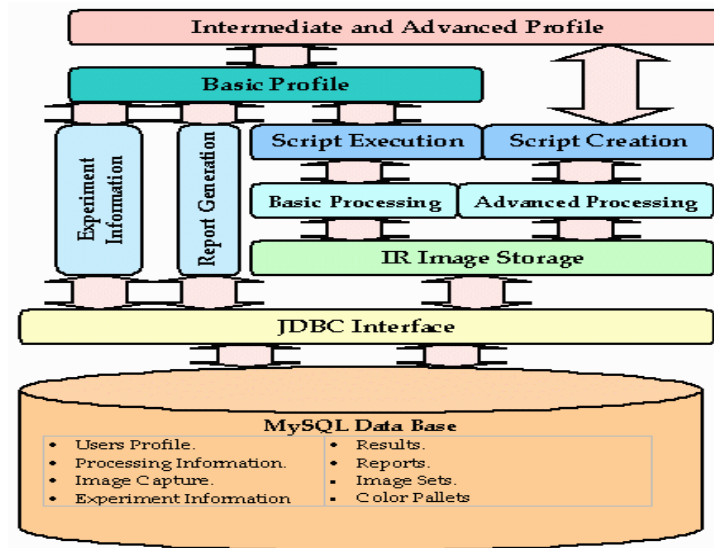 Intermediate and Advanced Profile
Basic Profile
Experiment
Information
Report Generation
Script Execution
Script Creation
Basic Processing
Advanced Processing
IR Image Storage
JDBC Interface
MySQL Data Base
• Users Profile.
• Processing Information.
• Image Capture.
• Experiment Information
• Results.
• Reports.
• Image Sets.
• Color Pallets